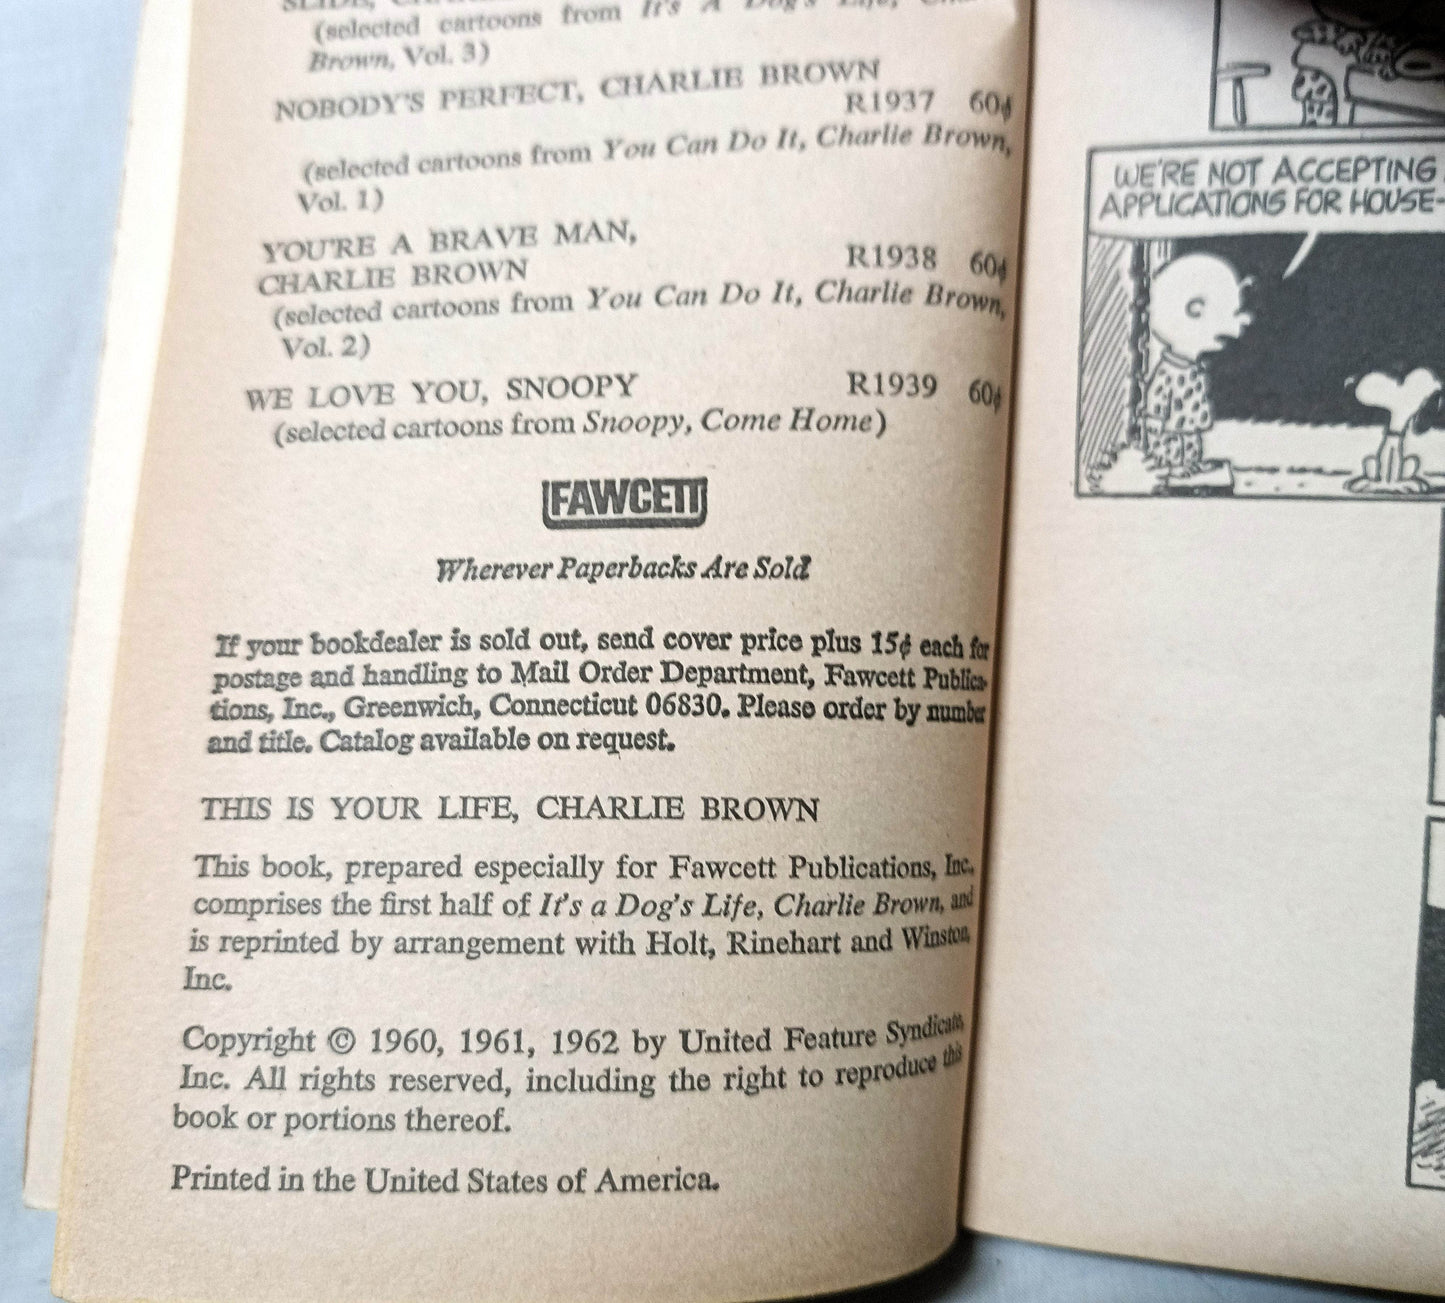 (selected cartoons from It's A Dog's Life,
Brown, Vol. 3)
NOBODY'S PERFECT, CHARLIE BROWN
R1937 60¢
(selected cartoons from You Can Do It, Charlie Brown,
Vol. 1)
YOU'RE A BRAVE MAN,
CHARLIE BROWN R1938 60¢
(selected cartoons from You Can Do It, Charlie Brown,
Vol. 2)
WE LOVE YOU, SNOOPY R1939 60¢
(selected cartoons from Snoopy, Come Home)
FAWCETT
Wherever Paperbacks Are Sold
If your bookdealer is sold out, send cover price plus 15¢ each for
postage and handling to Mail Order Department, Fawcett Publica-
tions, Inc., Greenwich, Connecticut 06830. Please order by number
and title. Catalog available on request.
THIS IS YOUR LIFE, CHARLIE BROWN
This book, prepared especially for Fawcett Publications, Inc.
comprises the first half of It's a Dog's Life, Charlie Brown, and
is reprinted by arrangement with Holt, Rinehart and Winston,
Inc.
Copyright © 1960, 1961, 1962 by United Feature Syndicate,
Inc. All rights reserved, including the right to reproduce this
book or portions thereof.
Printed in the United States of America.
WE'RE NOT ACCEPTING
APPLICATIONS FOR HOUSE-